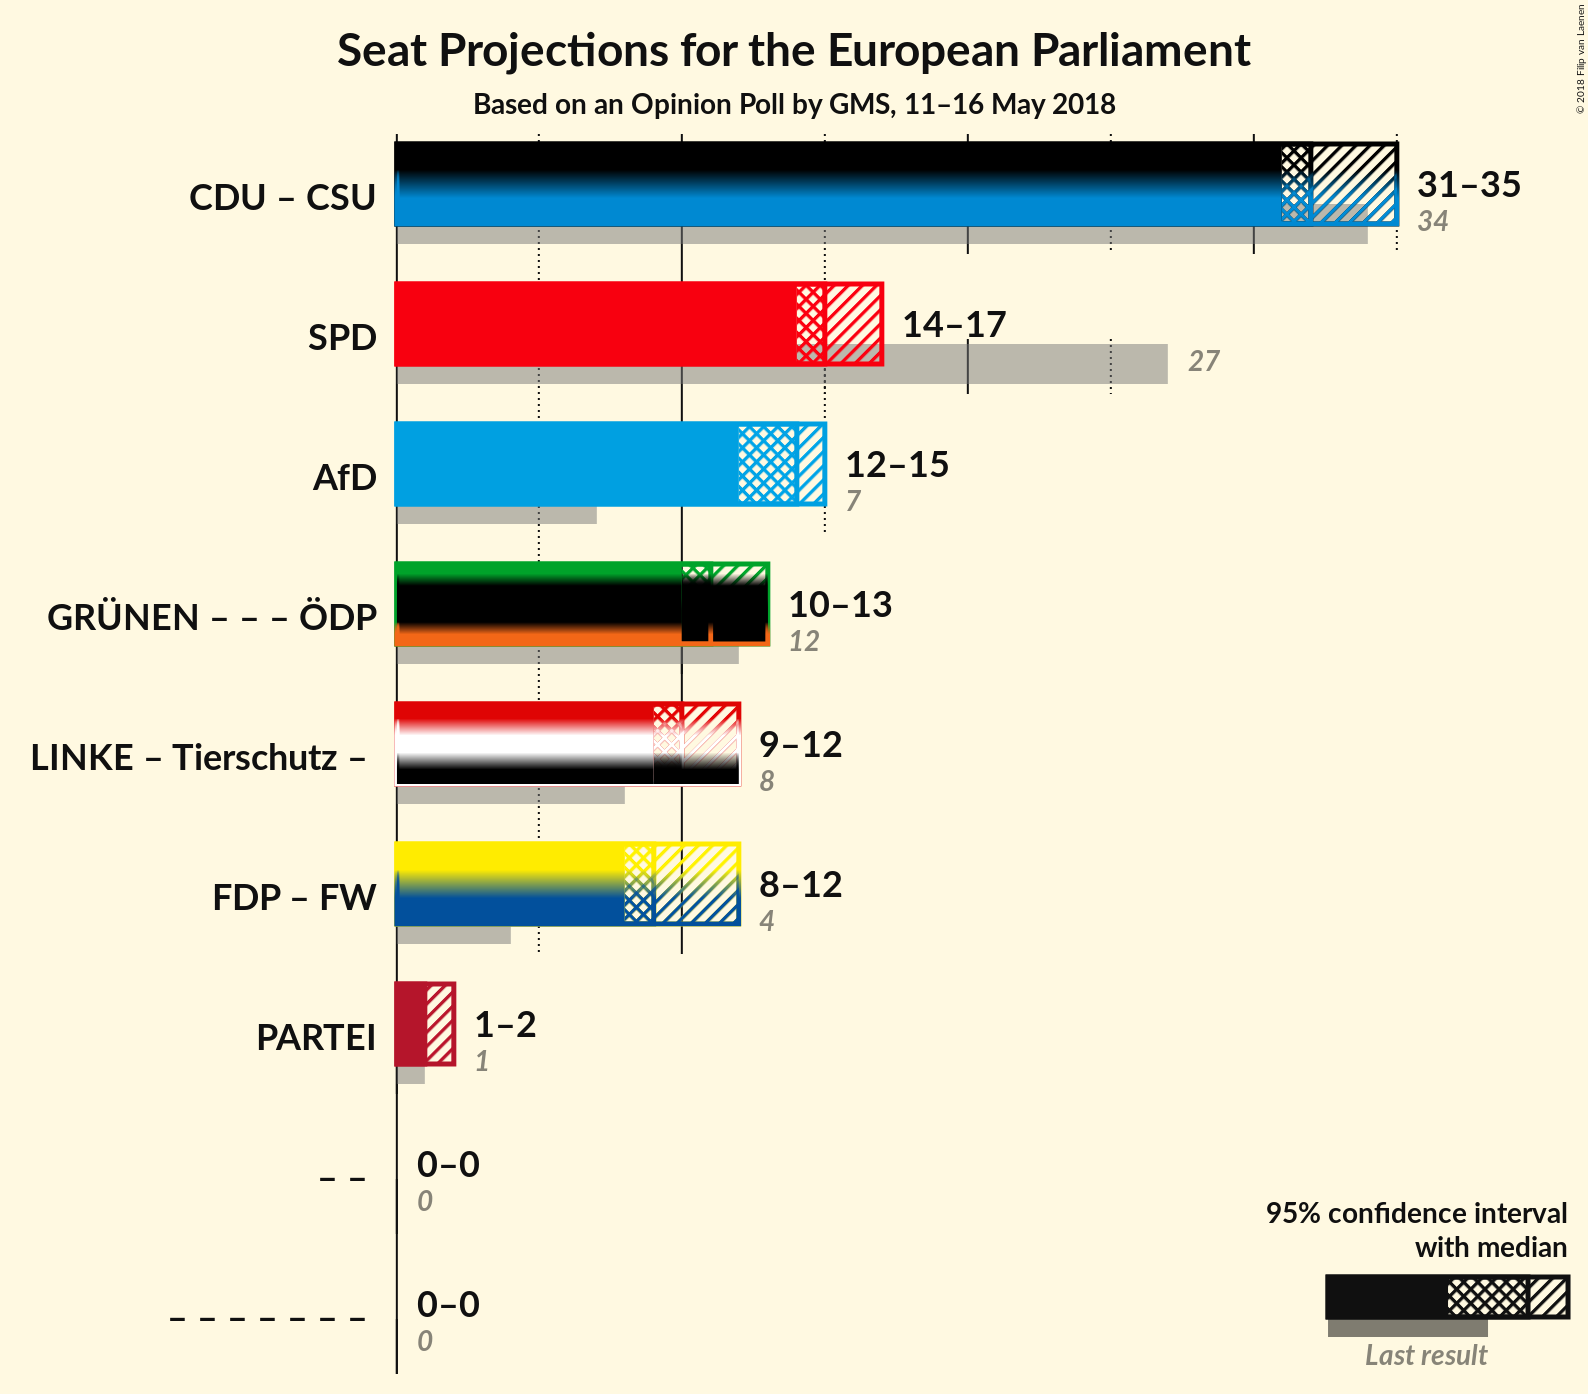 Seat Projections for the European Parliament
Based on an Opinion Poll by GMS, 11–16 May 2018
© 2018 Filip van Laenen
CDU – CSU
31–35
34
SPD
14–17
27
AfD
12–15
7
GRÜNEN – – – ÖDP
10–13
12
LINKE – Tierschutz –
9–12
8
FDP – FW
8–12
4
PARTEI
1–2
1
– –
0–0
0
– – – – – – –
0–0
0
95% confidence interval
with median
Last result